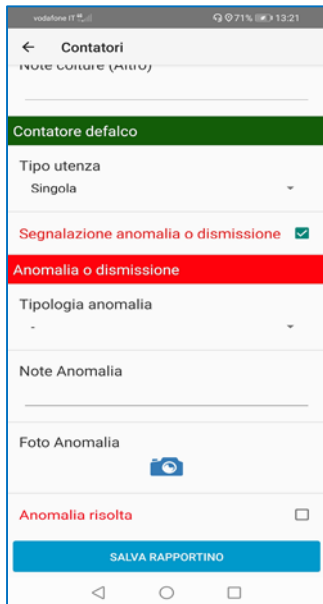 vodafone IT 71% 13:21
Contatori
Note colture (Altro)
Contatore defalco
Tipo utenza
Singola
Segnalazione anomalia o dismissione
Anomalia o dismissione
Tipologia anomalia
-
Note Anomalia
Foto Anomalia
Anomalia risolta
SALVA RAPPORTINO